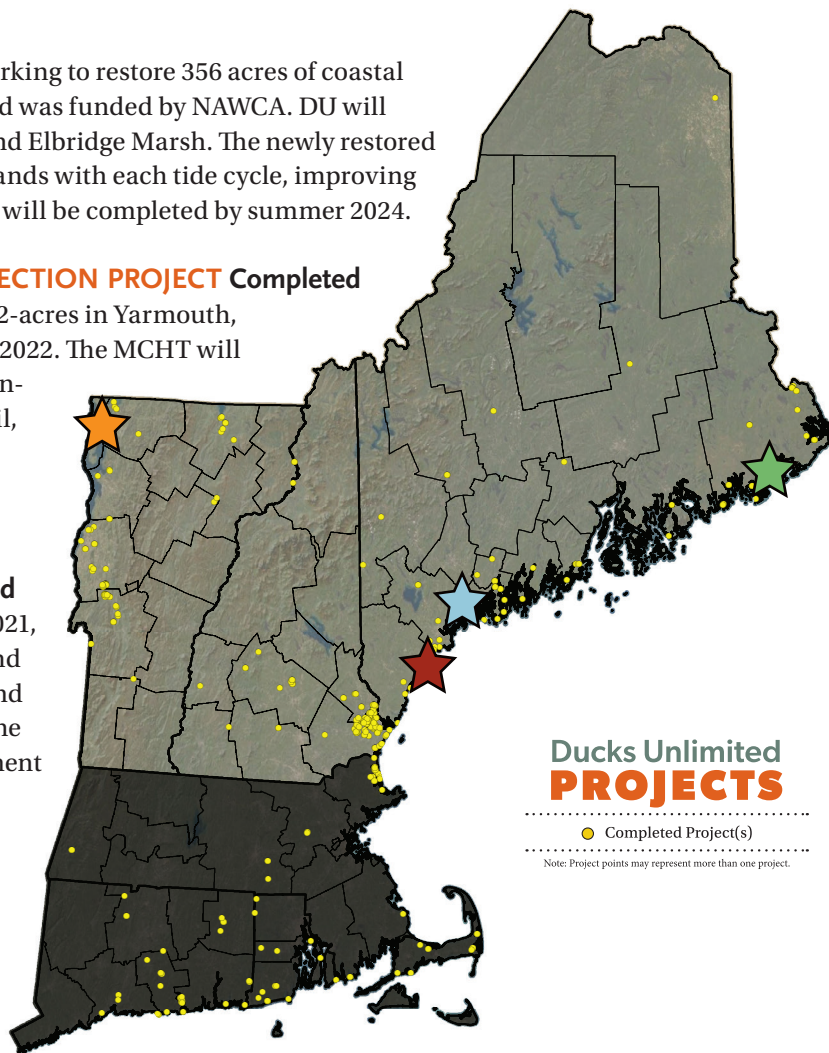 rking to restore 356 acres of coastal
d was funded by NAWCA. DU will
nd Elbridge Marsh. The newly restored
ands with each tide cycle, improving
will be completed by summer 2024.
ECTION PROJECT Completed
2-acres in Yarmouth,
2022. The MCHT will
n-
il,
d
021,
nd
nd
he
ment
Ducks Unlimited
PROJECTS
Completed Project(s)
Note: Project points may represent more than one project.